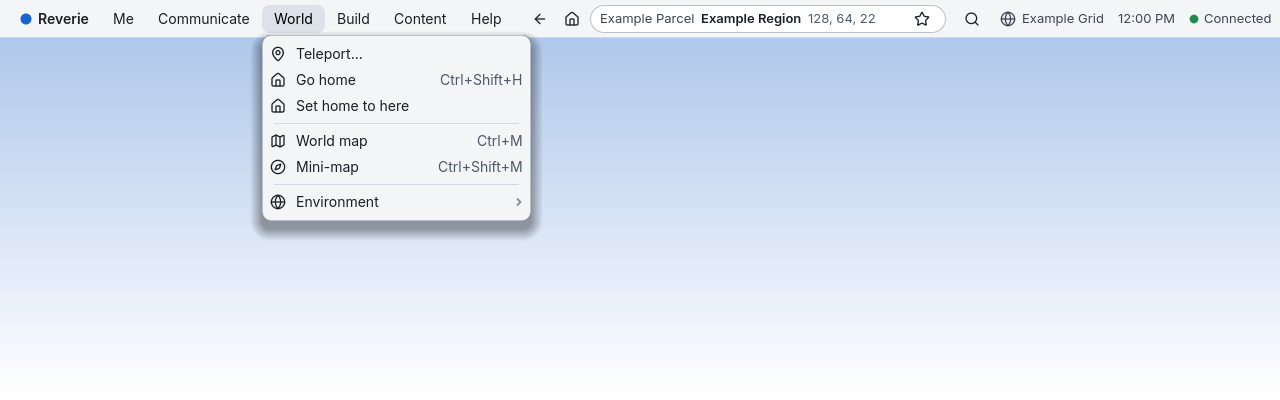 Reverie Me Communicate World Build Content Help Example Parcel Example Region 128, 64, 22 Example Grid 12:00 PM Connected
Teleport...
Go home Ctrl+Shift+H
Set home to here
World map Ctrl+M
Mini-map Ctrl+Shift+M
Environment